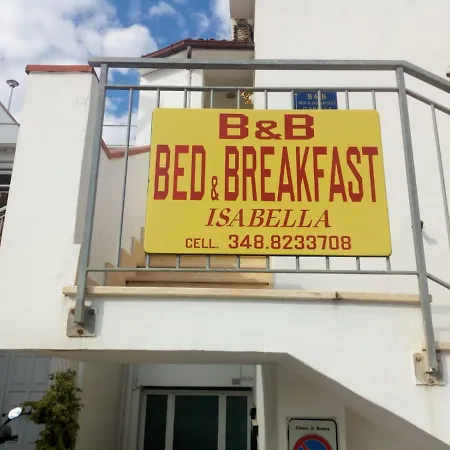 B&B
BED & BREAKFAST
ISABELLA
CELL. 348.8233708
B & B